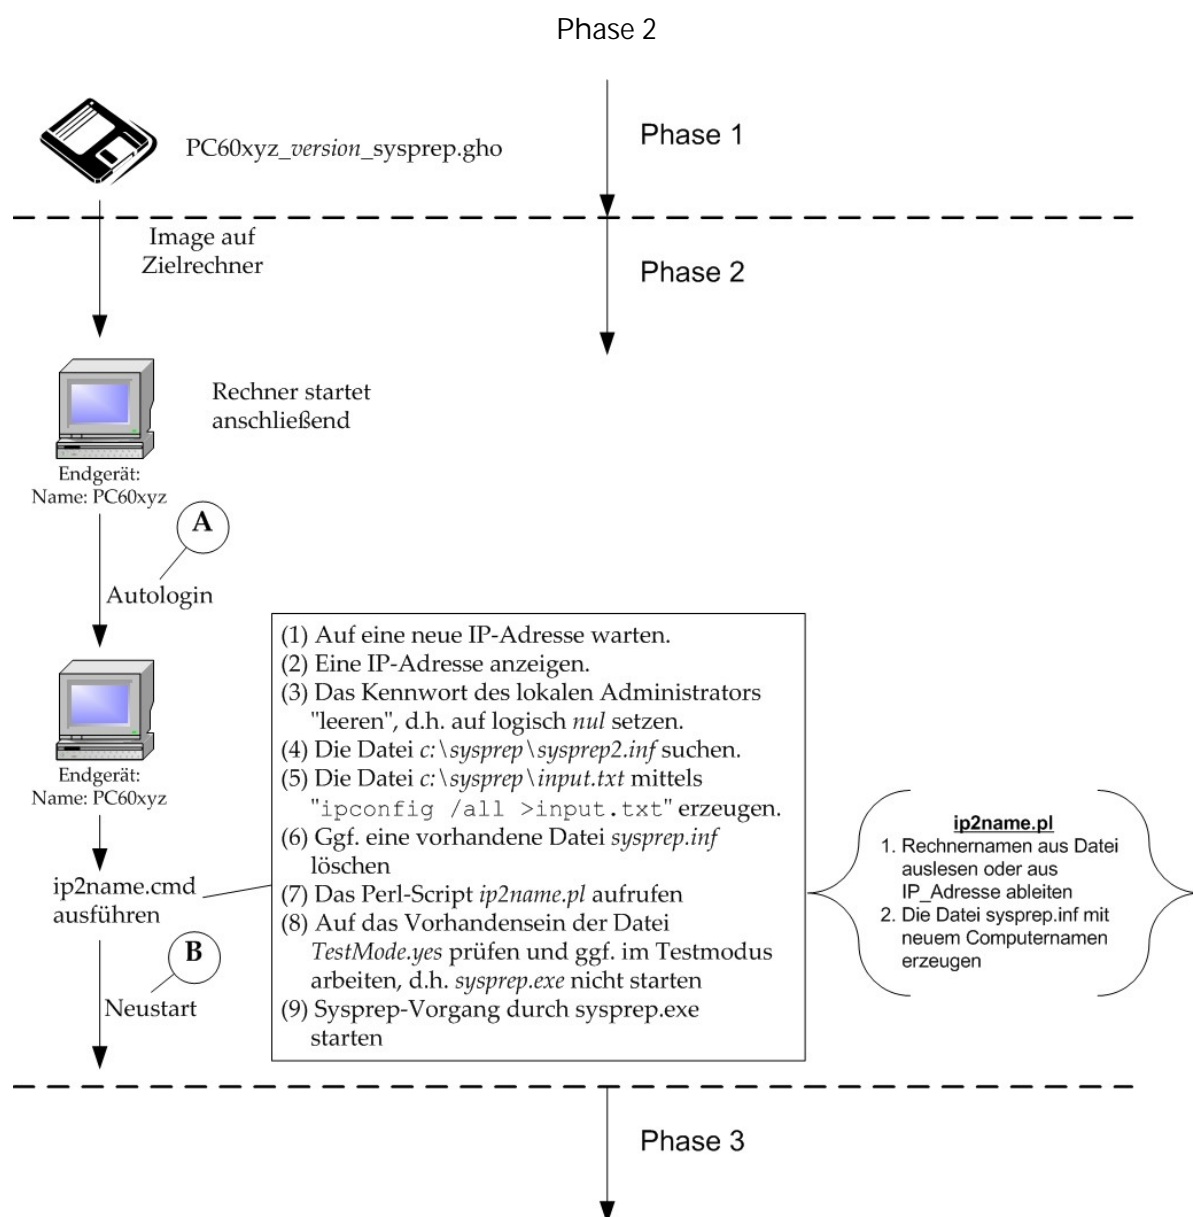 Phase 2
Phase 1
PC60xyz_version_sysprep.gho
Image auf
Zielrechner
Phase 2
Rechner startet
anschließend
Endgerät:
Name: PC60xyz
A
Autologin
Endgerät:
Name: PC60xyz
ip2name.cmd
ausführen
B
Neustart
(1) Auf eine neue IP-Adresse warten.
(2) Eine IP-Adresse anzeigen.
(3) Das Kennwort des lokalen Administrators
"leeren", d.h. auf logisch nul setzen.
(4) Die Datei c:\sysprep\sysprep2.inf suchen.
(5) Die Datei c:\sysprep\input.txt mittels
"ipconfig /all >input.txt" erzeugen.
(6) Ggf. eine vorhandene Datei sysprep.inf
löschen
(7) Das Perl-Script ip2name.pl aufrufen
(8) Auf das Vorhandensein der Datei
TestMode.yes prüfen und ggf. im Testmodus
arbeiten, d.h. sysprep.exe nicht starten
(9) Sysprep-Vorgang durch sysprep.exe
starten
ip2name.pl
1. Rechnernamen aus Datei
auslesen oder aus
IP_Adresse ableiten
2. Die Datei sysprep.inf mit
neuem Computernamen
erzeugen
Phase 3